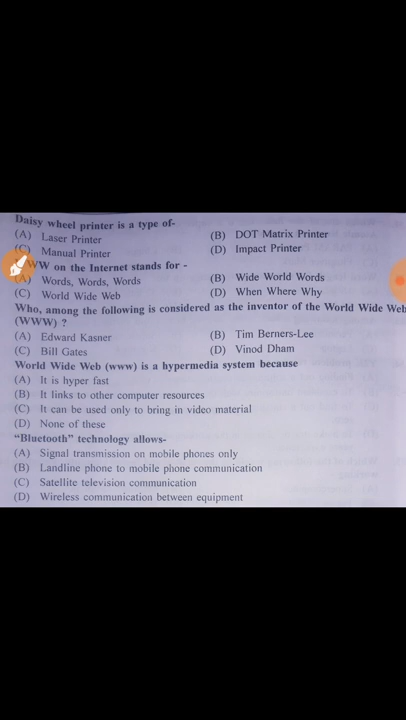 Daisy wheel printer is a type of-
(A) Laser Printer (B) DOT Matrix Printer
(C) Manual Printer (D) Impact Printer
WW on the Internet stands for -
(A) Words, Words, Words (B) Wide World Words
(C) World Wide Web (D) When Where Why
Who, among the following is considered as the inventor of the World Wide Web
(WWW) ?
(A) Edward Kasner (B) Tim Berners-Lee
(C) Bill Gates (D) Vinod Dham
World Wide Web (www) is a hypermedia system because
(A) It is hyper fast
(B) It links to other computer resources
(C) It can be used only to bring in video material
(D) None of these
“Bluetooth” technology allows-
(A) Signal transmission on mobile phones only
(B) Landline phone to mobile phone communication
(C) Satellite television communication
(D) Wireless communication between equipment